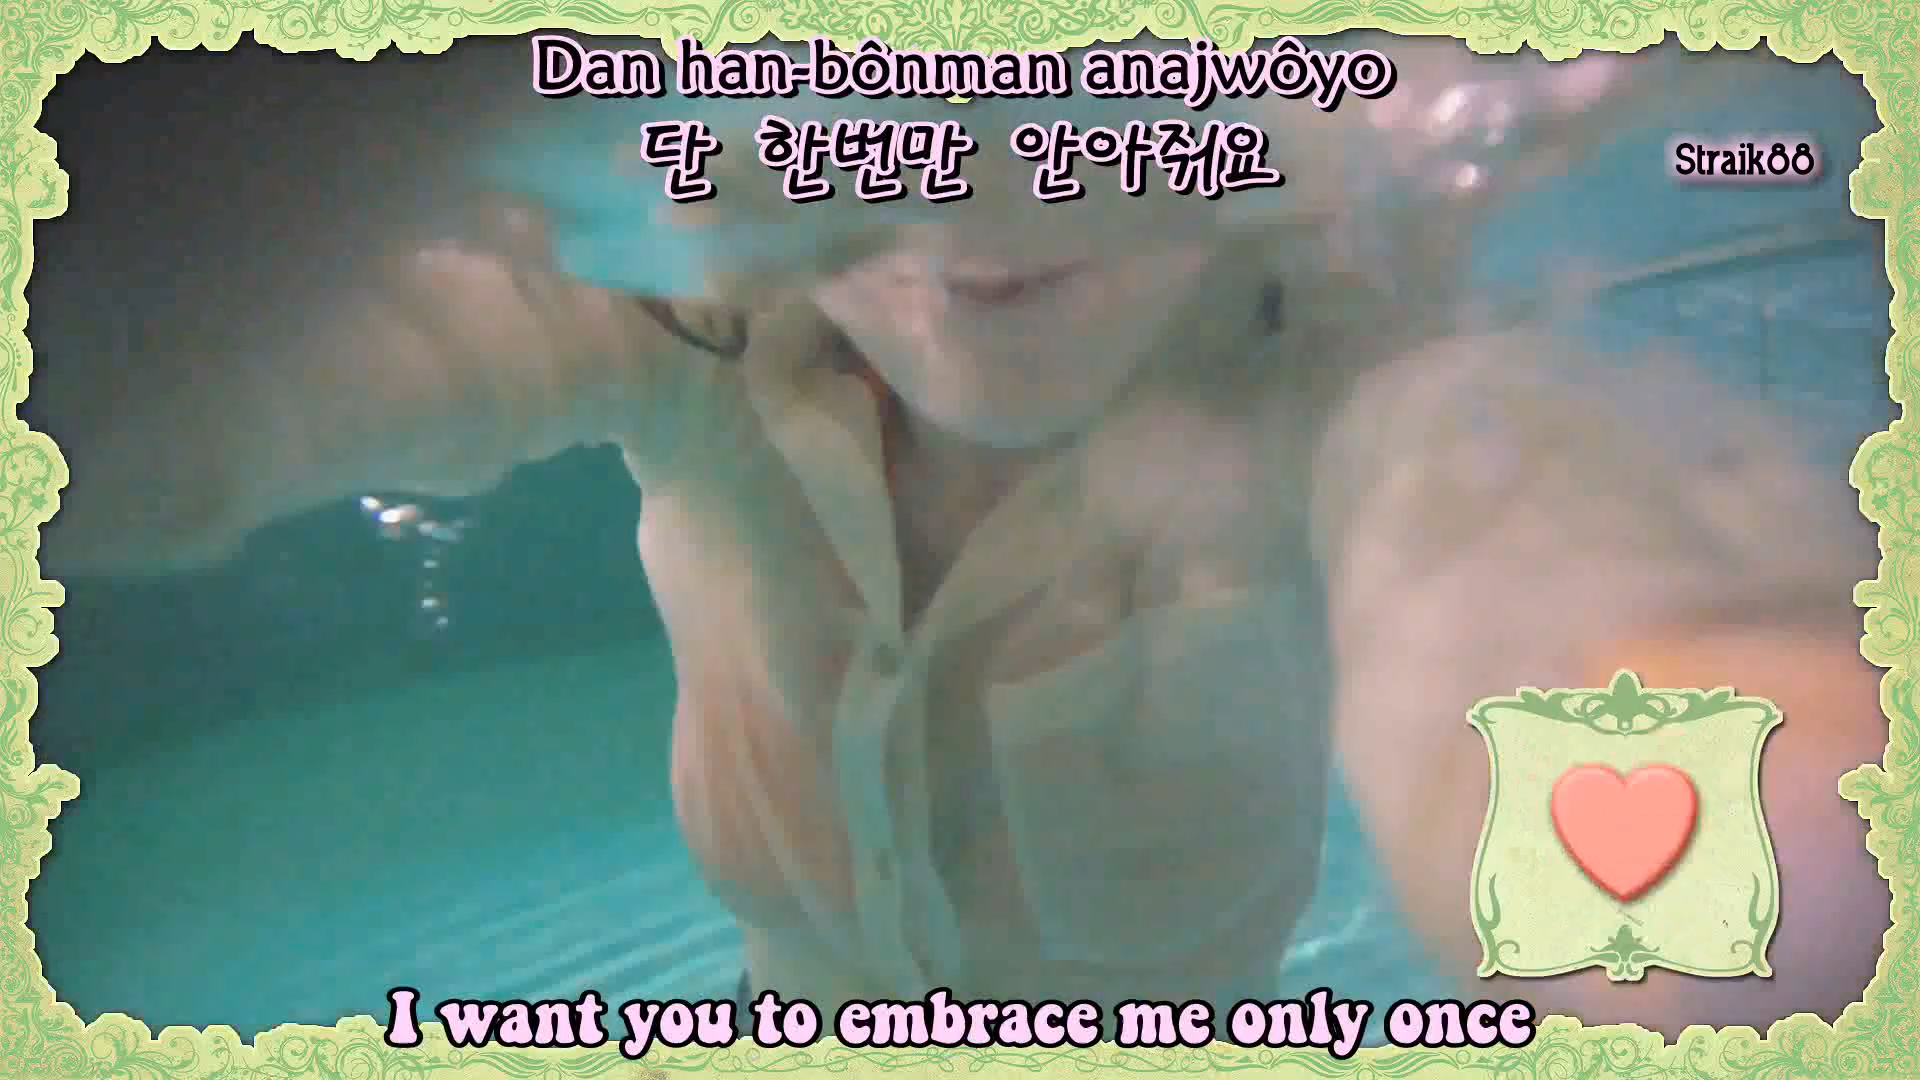 Dan han-bônman anajwôyo
단 한번만 안아줘요
Straik88
I want you to embrace me only once